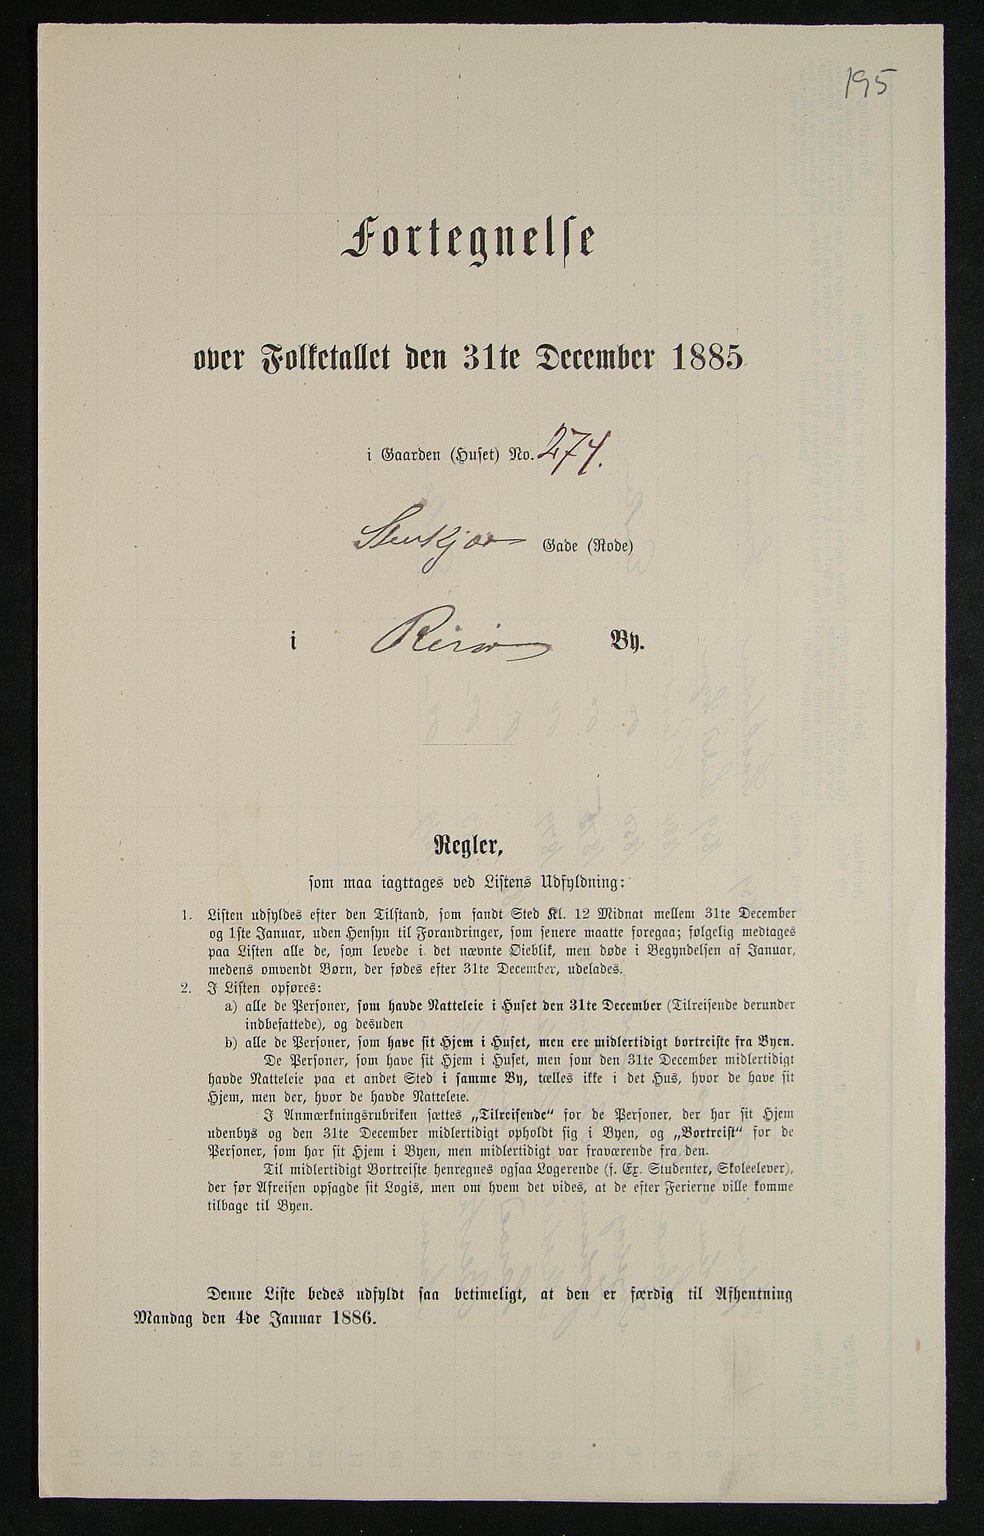 195
Fortegnelse
over Folketallet den 31te December 1885
i Gaarden (Huset) No. 274.
Stenkjær Gade (Rode)
i Risør By.
Regler,
som maa iagttages ved Listens Udfyldning:
1. Listen udfyldes efter den Tilstand, som fandt Sted Kl. 12 Midnat mellem 31te December
og 1ste Januar, uden Hensyn til Forandringer, som senere maatte foregaa; følgelig medtages
paa Listen alle de, som levede i det nævnte Øieblik, men døde i Begyndelsen af Januar,
medens omvendt Børn, der fødes efter 31te December, udelades.
2. I Listen opføres:
a) alle de Personer, som havde Natteleie i Huset den 31te December (Tilreisende derunder
indbefattede), og desuden
b) alle de Personer, som have sit Hjem i Huset, men ere midlertidigt bortreiste fra Byen.
De Personer, som have sit Hjem i Huset, men som den 31te December midlertidigt
havde Natteleie paa et andet Sted i samme By, tælles ikke i det Hus, hvor de have sit
Hjem, men der, hvor de havde Natteleie.
I Anmærkningsrubriken sættes „Tilreisende“ for de Personer, der har sit Hjem
udenbys og den 31te December midlertidigt opholdt sig i Byen, og „Bortreist“ for de
Personer, som har sit Hjem i Byen, men midlertidigt var fraværende fra den.
Til midlertidigt Bortreiste henregnes ogsaa Logerende (f. Ex. Studenter, Skoleelever),
der før Afreisen opsagde sit Logis, men om hvem det vides, at de efter Ferierne ville komme
tilbage til Byen.
Denne Liste bedes udfyldt saa betimeligt, at den er færdig til Afhentning
Mandag den 4de Januar 1886.